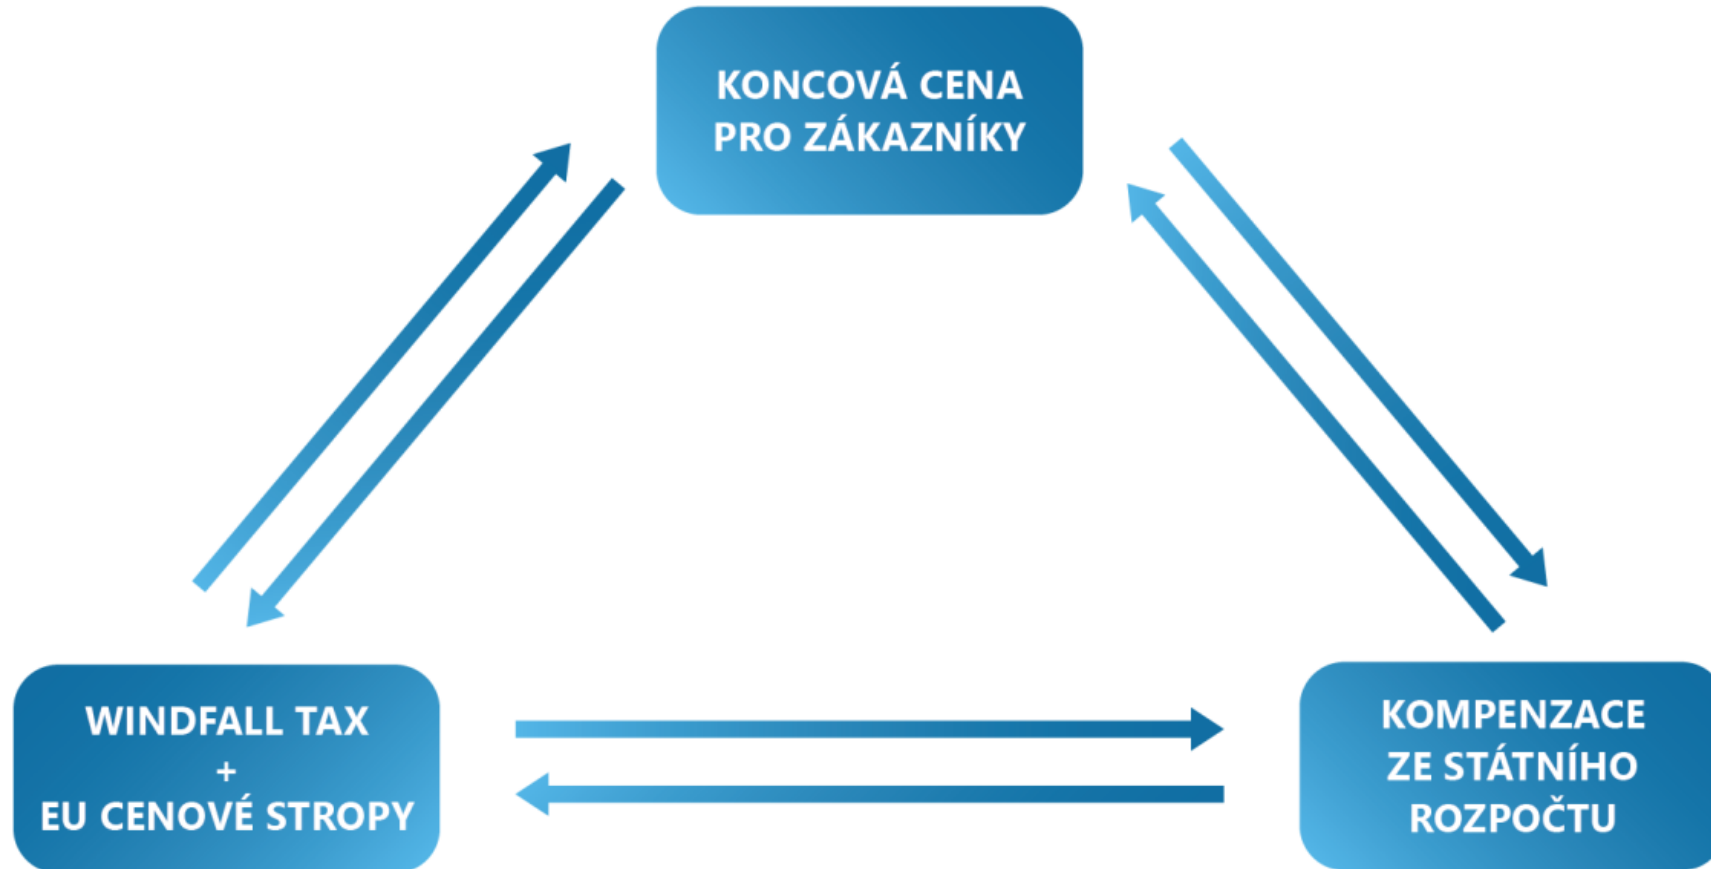 KONCOVÁ CENA
PRO ZÁKAZNÍKY
WINDFALL TAX
+
EU CENOVÉ STROPY
KOMPENZACE
ZE STÁTNÍHO
ROZPOČTU